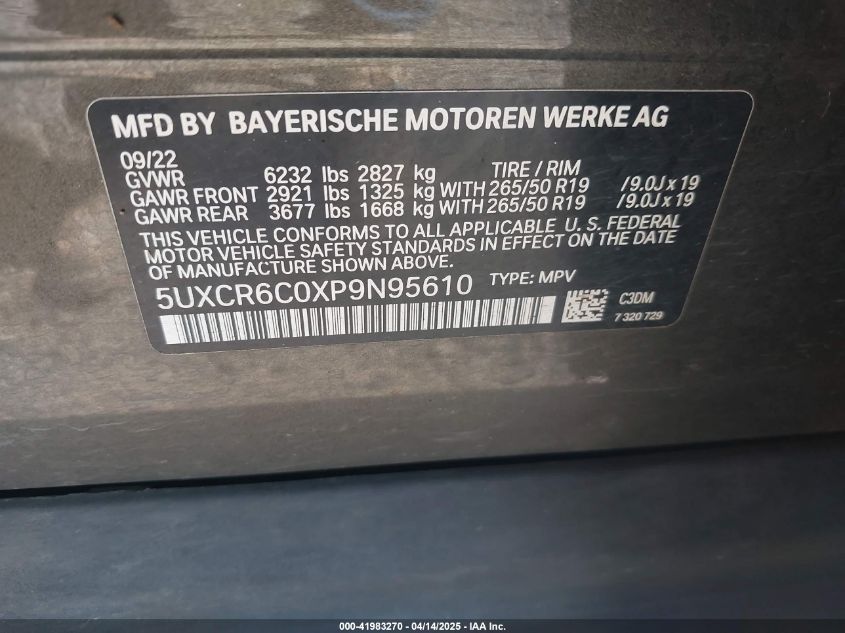 MFD BY BAYERISCHE MOTOREN WERKE AG
09/22 TIRE / RIM
GVWR 6232 lbs 2827 kg
GAWR FRONT 2921 lbs 1325 kg WITH 265/50 R19 /9.0J x 19
GAWR REAR 3677 lbs 1668 kg WITH 265/50 R19 /9.0J x 19
THIS VEHICLE CONFORMS TO ALL APPLICABLE U. S. FEDERAL
MOTOR VEHICLE SAFETY STANDARDS IN EFFECT ON THE DATE
OF MANUFACTURE SHOWN ABOVE.
5UXCR6C0XP9N95610 TYPE: MPV
C3DM
7 320 729
000-41983270 - 04/14/2025 - IAA Inc.